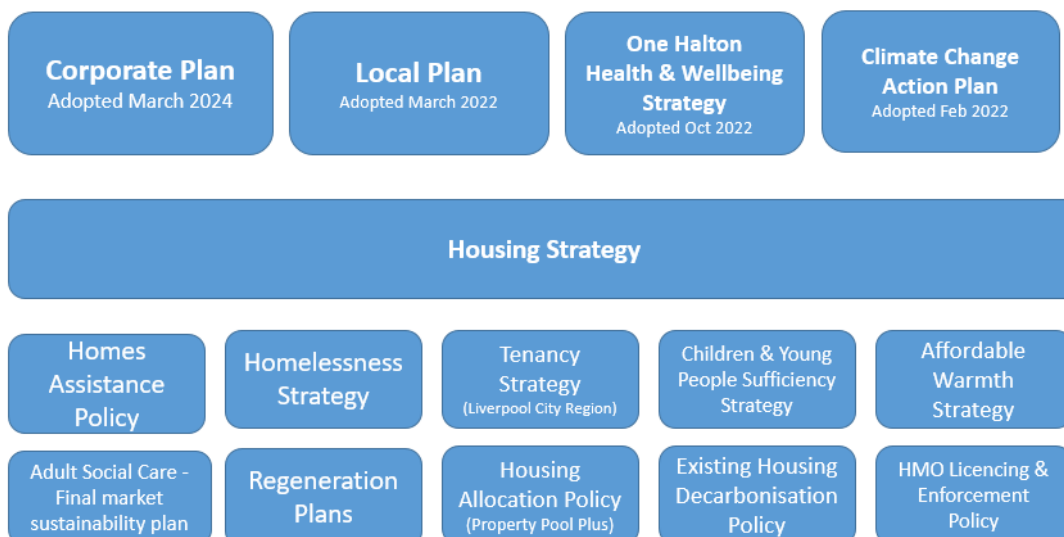 Corporate Plan
Adopted March 2024
Local Plan
Adopted March 2022
One Halton
Health & Wellbeing
Strategy
Adopted Oct 2022
Climate Change
Action Plan
Adopted Feb 2022
Housing Strategy
Homes
Assistance
Policy
Homelessness
Strategy
Tenancy
Strategy
(Liverpool City Region)
Children & Young
People Sufficiency
Strategy
Affordable
Warmth
Strategy
Adult Social Care -
Final market
sustainability plan
Regeneration
Plans
Housing
Allocation Policy
(Property Pool Plus)
Existing Housing
Decarbonisation
Policy
HMO Licencing &
Enforcement
Policy